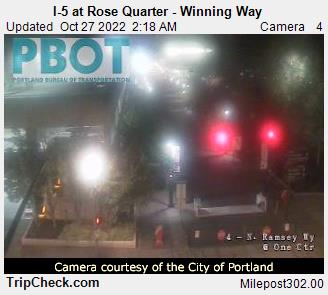 I-5 at Rose Quarter - Winning Way
Updated Oct 27 2022 2:18 AM Camera 4
PBOT
PORTLAND BUREAU OF TRANSPORTATION
4 - N. Ramsey Wy
@ One Ctr
Camera courtesy of the City of Portland
TripCheck.com Milepost302.00